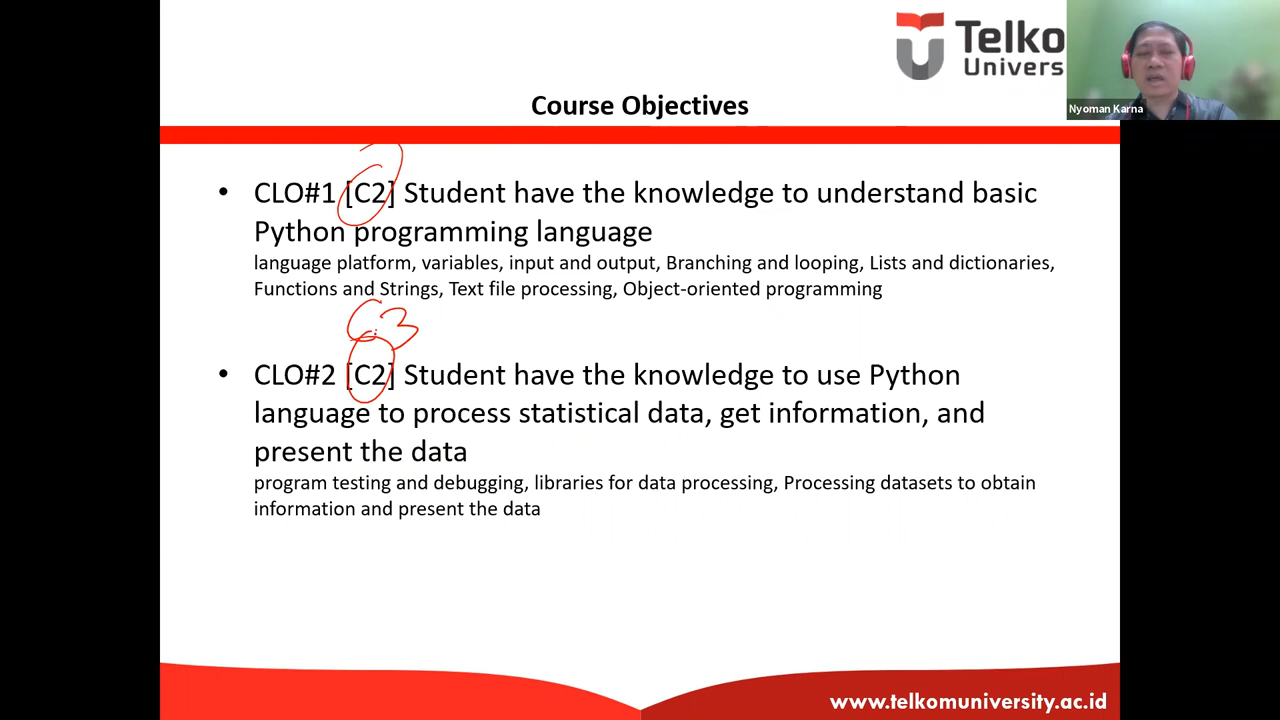 Telko
Univers
Nyoman Karna
Course Objectives
• CLO#1 [C2] Student have the knowledge to understand basic
Python programming language
language platform, variables, input and output, Branching and looping, Lists and dictionaries,
Functions and Strings, Text file processing, Object-oriented programming
C3
• CLO#2 [C2] Student have the knowledge to use Python
language to process statistical data, get information, and
present the data
program testing and debugging, libraries for data processing, Processing datasets to obtain
information and present the data
www.telkomuniversity.ac.id